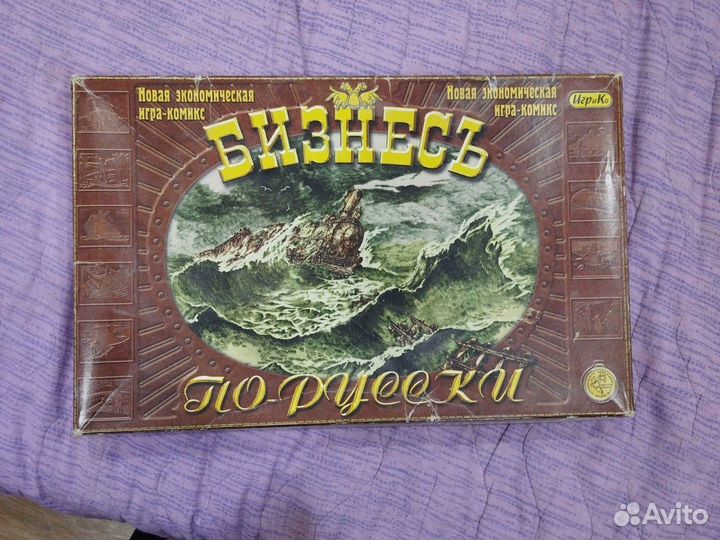 Новая экономическая
игра-комикс
Новая экономическая
игра-комикс
ИгриКо
БИЗНЕСЪ
ПО-РУССКИ
Avito